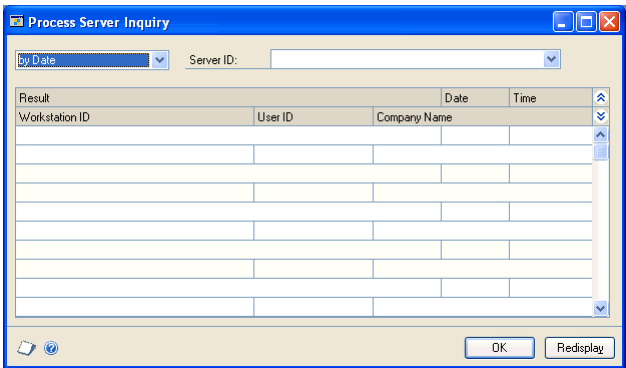 Process Server Inquiry
by Date Server ID:
Result Date Time
Workstation ID User ID Company Name
OK Redisplay